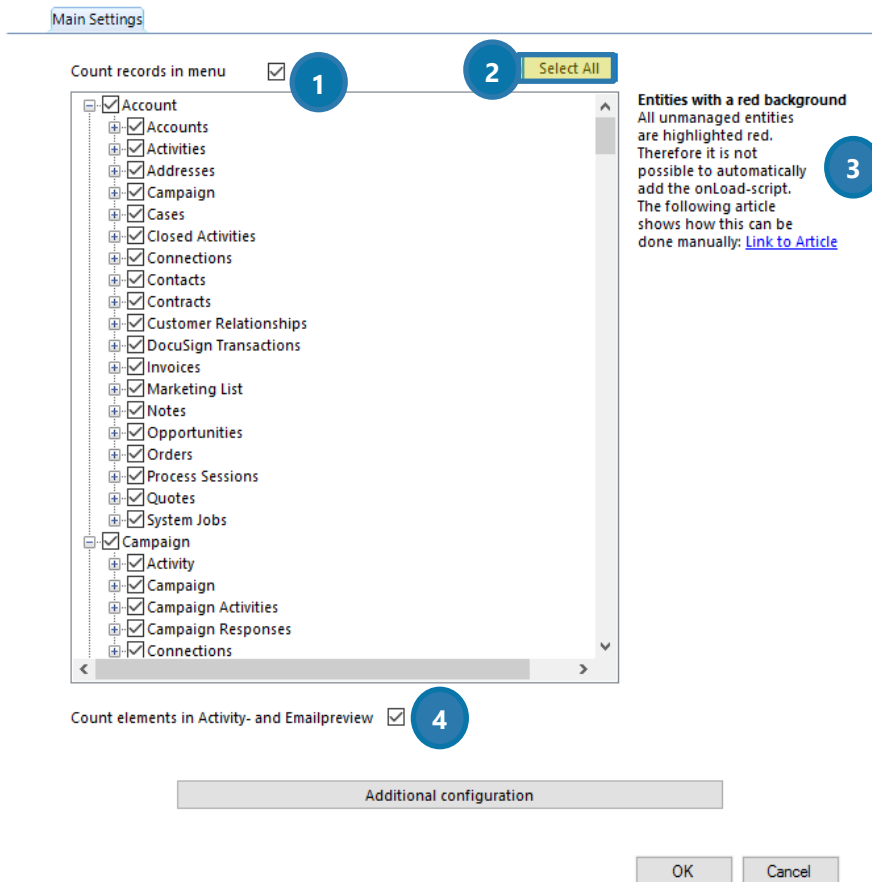 Main Settings
Count records in menu
1
2
Select All
Account
Accounts
Activities
Addresses
Campaign
Cases
Closed Activities
Connections
Contacts
Contracts
Customer Relationships
DocuSign Transactions
Invoices
Marketing List
Notes
Opportunities
Orders
Process Sessions
Quotes
System Jobs
Campaign
Activity
Campaign
Campaign Activities
Campaign Responses
Connections
Entities with a red background
All unmanaged entities
are highlighted red.
Therefore it is not
possible to automatically
add the onLoad-script.
The following article
shows how this can be
done manually: Link to Article
3
Count elements in Activity- and Emailpreview
4
Additional configuration
OK
Cancel